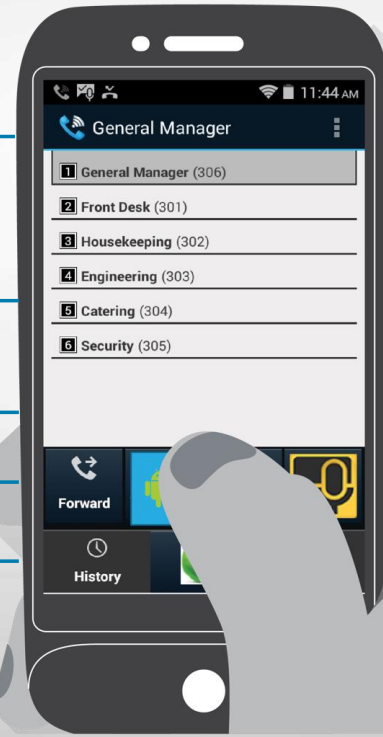 11:44 AM
General Manager
1 General Manager (306)
2 Front Desk (301)
3 Housekeeping (302)
4 Engineering (303)
5 Catering (304)
6 Security (305)
Forward
History